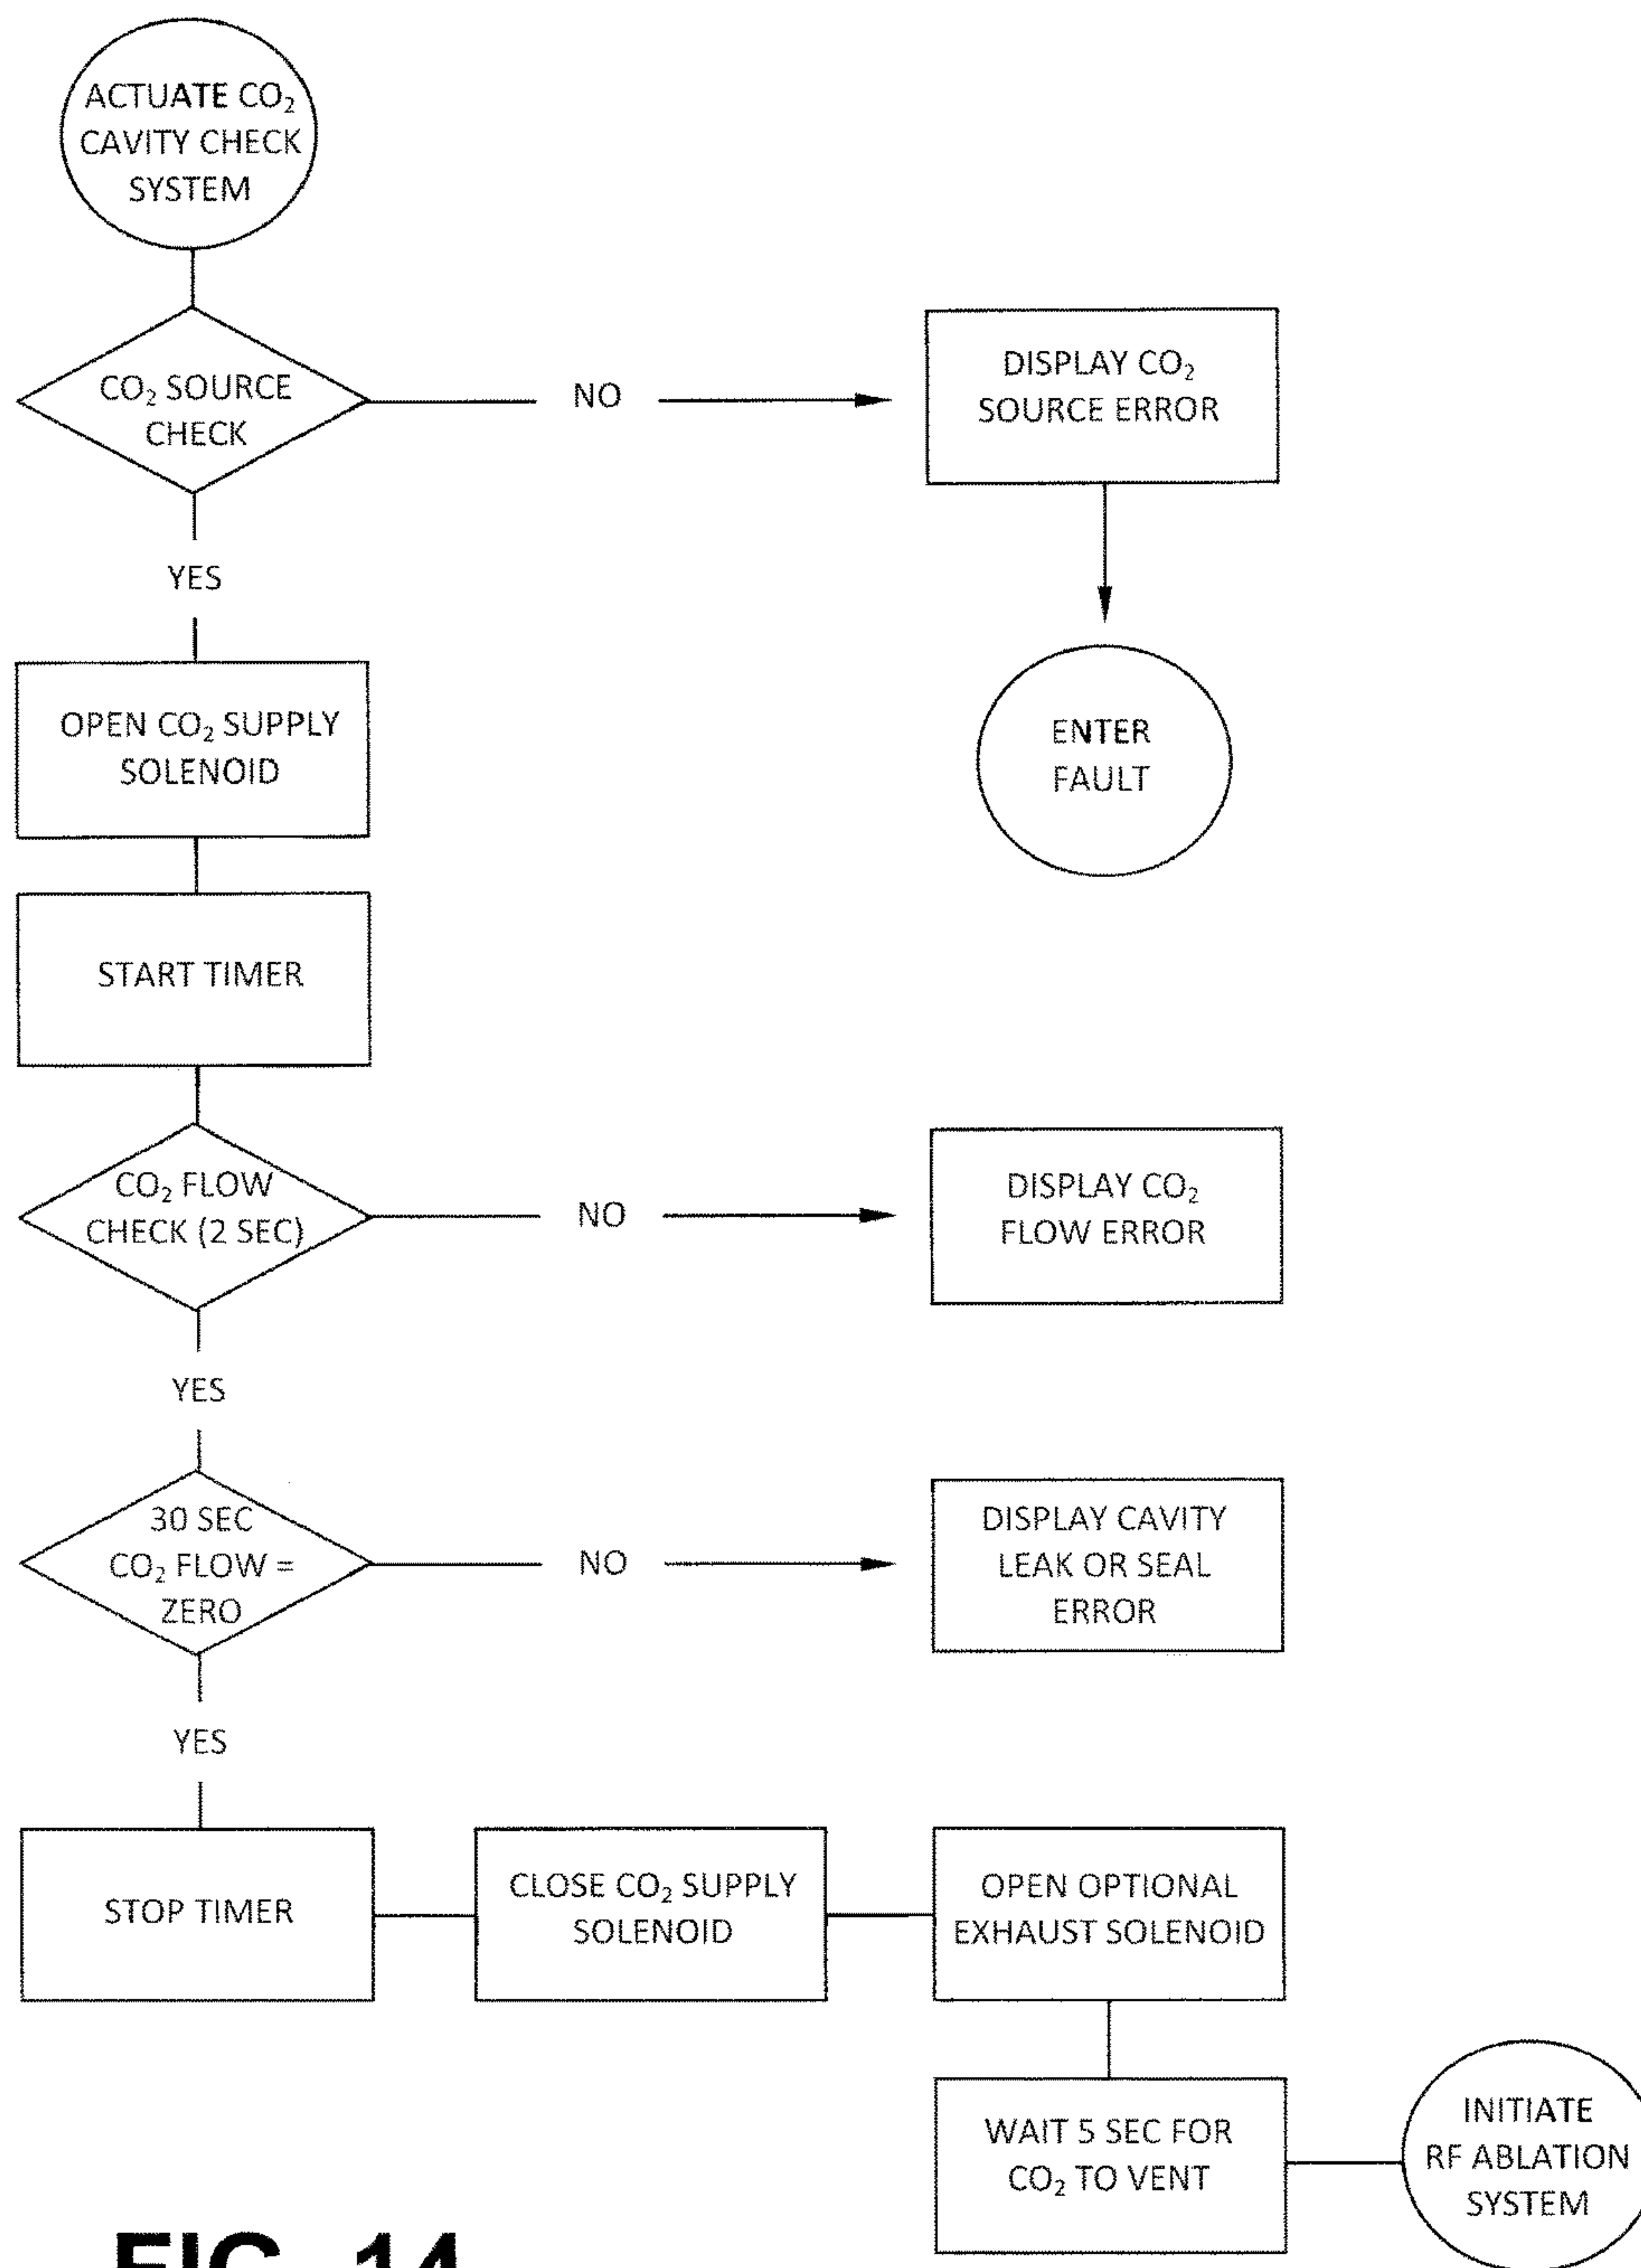 ACTUATE CO₂
CAVITY CHECK
SYSTEM
CO₂ SOURCE
CHECK
NO
DISPLAY CO₂
SOURCE ERROR
YES
ENTER
FAULT
OPEN CO₂ SUPPLY
SOLENOID
START TIMER
CO₂ FLOW
CHECK (2 SEC)
NO
DISPLAY CO₂
FLOW ERROR
YES
30 SEC
CO₂ FLOW =
ZERO
NO
DISPLAY CAVITY
LEAK OR SEAL
ERROR
YES
STOP TIMER
CLOSE CO₂ SUPPLY
SOLENOID
OPEN OPTIONAL
EXHAUST SOLENOID
WAIT 5 SEC FOR
CO₂ TO VENT
INITIATE
RF ABLATION
SYSTEM
FIG. 14